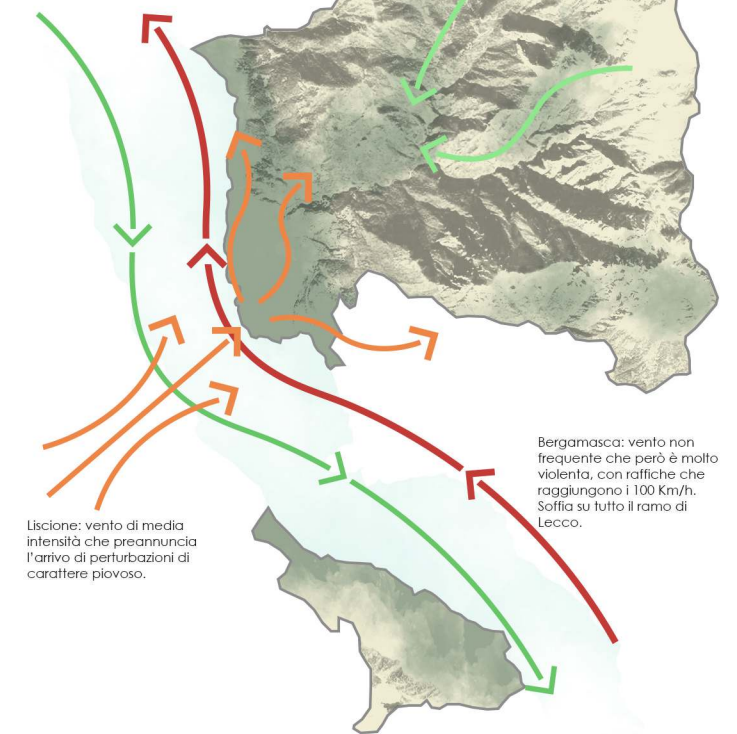 Bergamasca: vento non
frequente che però è molto
violenta, con raffiche che
raggiungono i 100 Km/h.
Soffia su tutto il ramo di
Lecco.
Liscione: vento di media
intensità che preannuncia
l'arrivo di perturbazioni di
carattere piovoso.